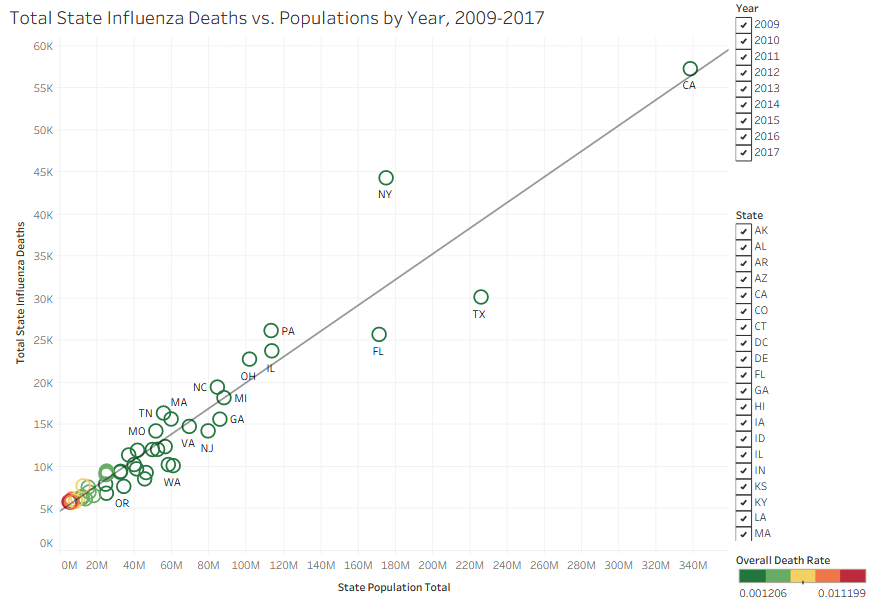 Total State Influenza Deaths vs. Populations by Year, 2009-2017
Year
2009
2010
2011
2012
2013
2014
2015
2016
2017
State
AK
AL
AR
AZ
CA
CO
CT
DC
DE
FL
GA
HI
IA
ID
IL
IN
KS
KY
LA
MA
Overall Death Rate
0.001206 0.011199
Total State Influenza Deaths
60K
55K
50K
45K
40K
35K
30K
25K
20K
15K
10K
5K
0K
CA
NY
TX
FL
PA
IL
OH
NC
MI
MA
TN
GA
MO
VA
NJ
WA
OR
0M 20M 40M 60M 80M 100M 120M 140M 160M 180M 200M 220M 240M 260M 280M 300M 320M 340M
State Population Total